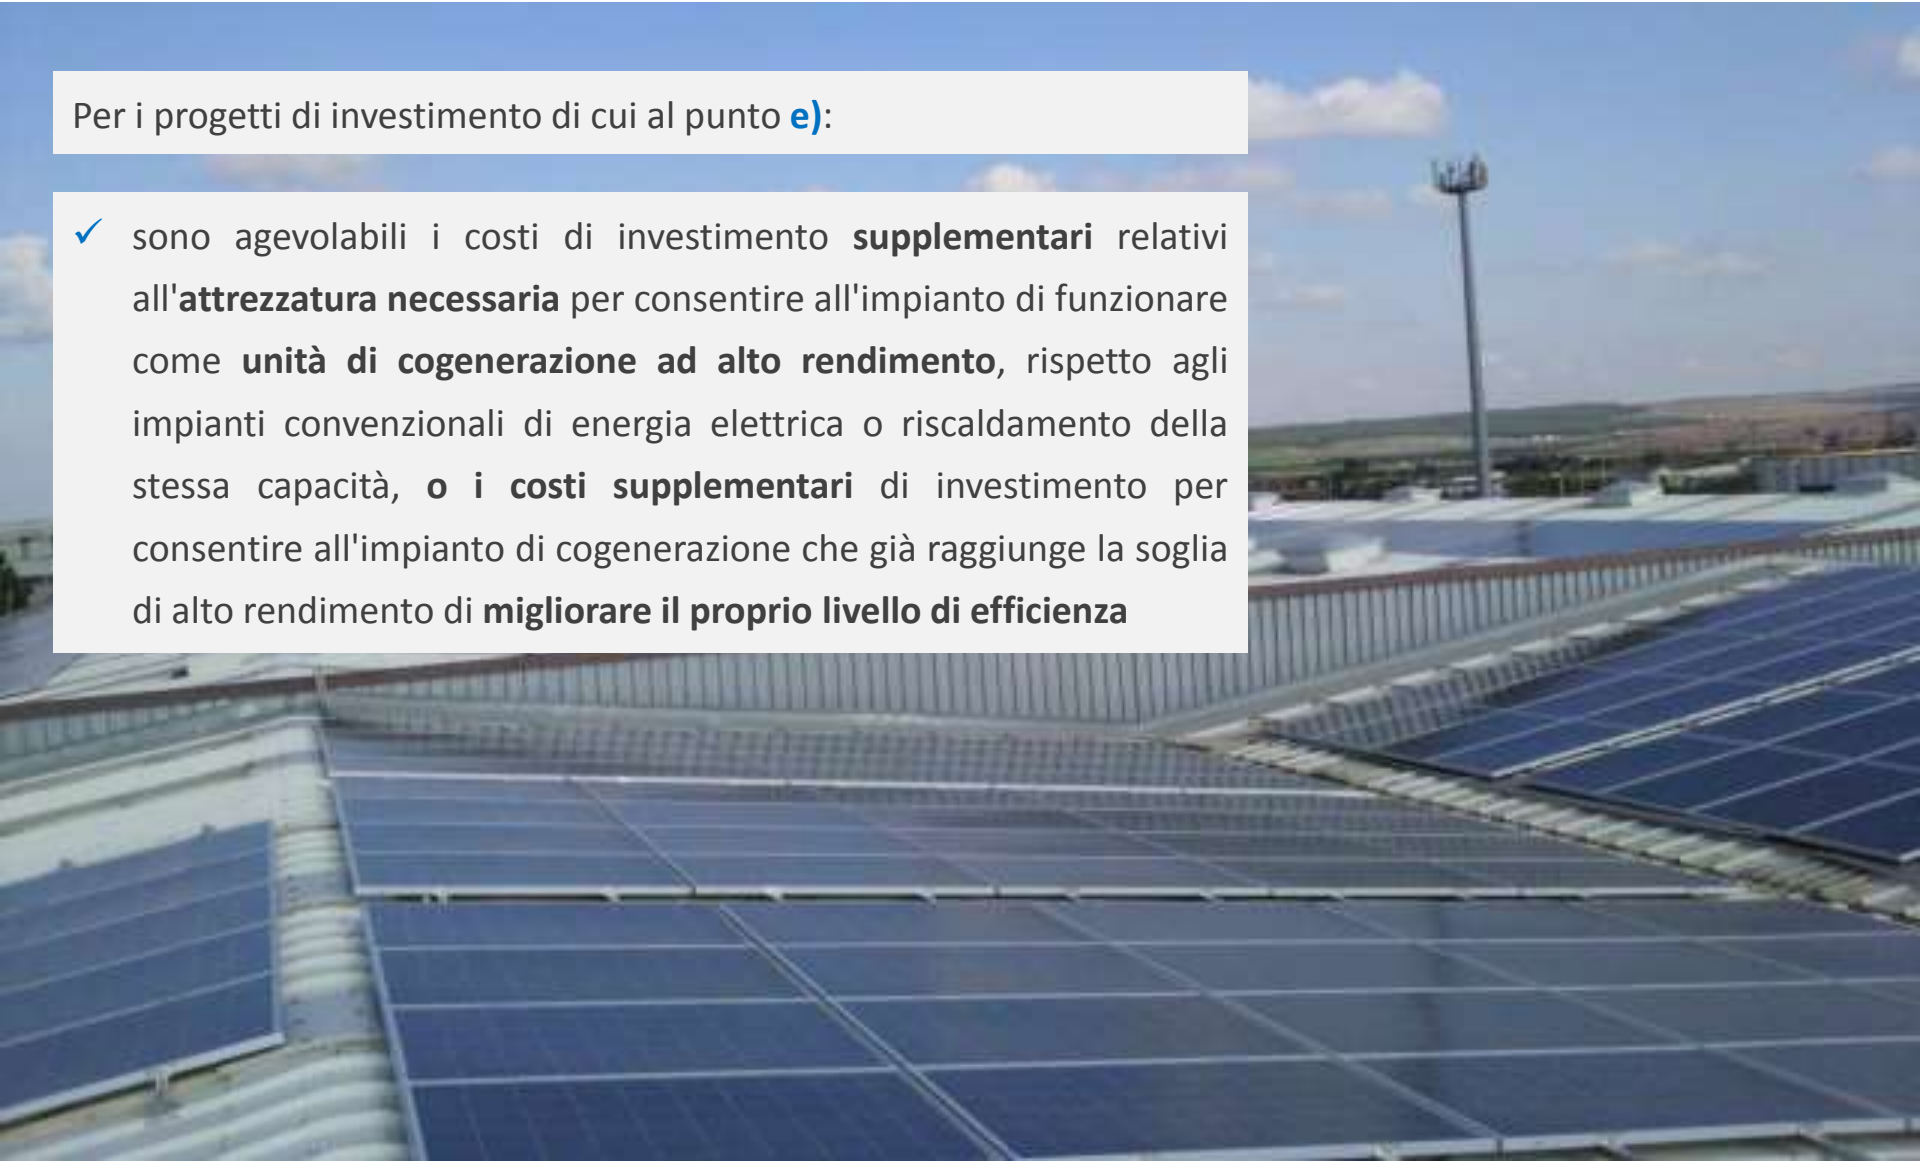 Per i progetti di investimento di cui al punto e):
✓ sono agevolabili i costi di investimento supplementari relativi
all'attrezzatura necessaria per consentire all'impianto di funzionare
come unità di cogenerazione ad alto rendimento, rispetto agli
impianti convenzionali di energia elettrica o riscaldamento della
stessa capacità, o i costi supplementari di investimento per
consentire all'impianto di cogenerazione che già raggiunge la soglia
di alto rendimento di migliorare il proprio livello di efficienza